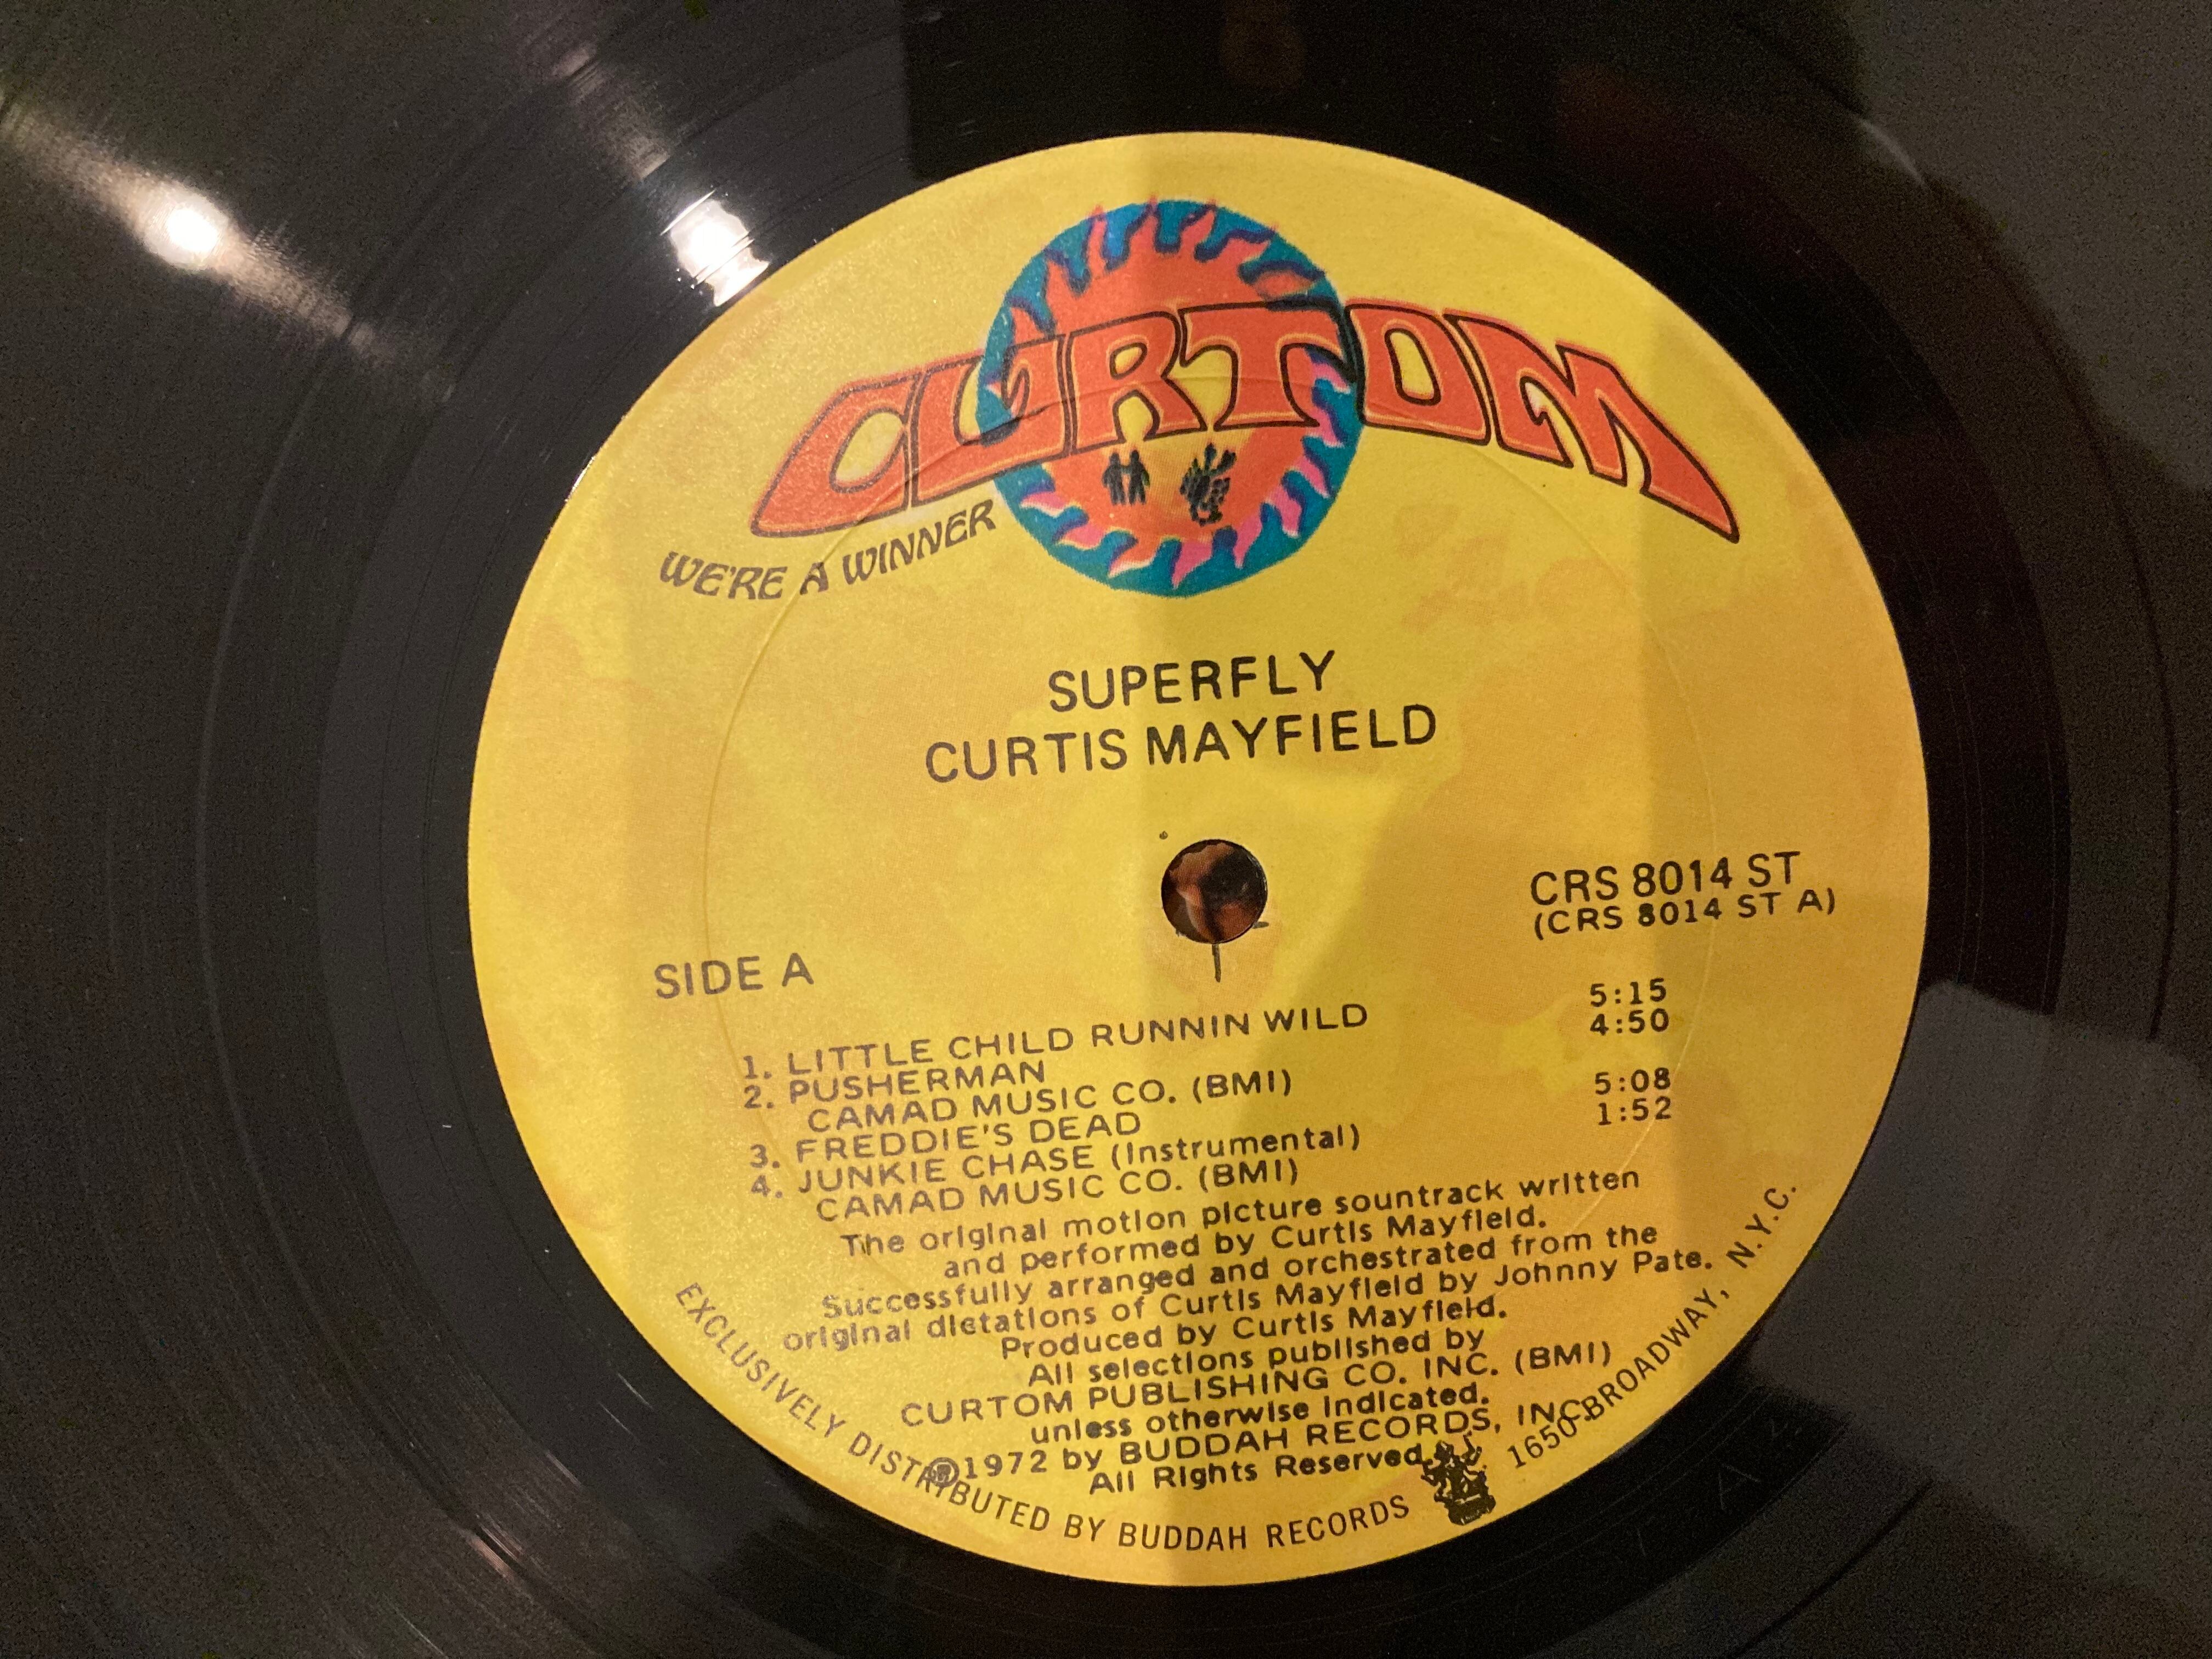 CURTOM
WE'RE A WINNER
SUPERFLY
CURTIS MAYFIELD
CRS 8014 ST
(CRS 8014 ST A)
SIDE A
1. LITTLE CHILD RUNNIN WILD 5:15
2. PUSHERMAN 4:50
CAMAD MUSIC CO. (BMI)
3. FREDDIE'S DEAD 5:08
4. JUNKIE CHASE (Instrumental) 1:52
CAMAD MUSIC CO. (BMI)
The original motion picture sountrack written
and performed by Curtis Mayfield.
Successfully arranged and orchestrated from the
original dictations of Curtis Mayfield by Johnny Pate.
Produced by Curtis Mayfield.
All selections published by
CURTOM PUBLISHING CO. INC. (BMI)
unless otherwise indicated.
℗1972 by BUDDAH RECORDS, INC.
All Rights Reserved.
EXCLUSIVELY DISTRIBUTED BY BUDDAH RECORDS 1650 BROADWAY, N.Y.C.